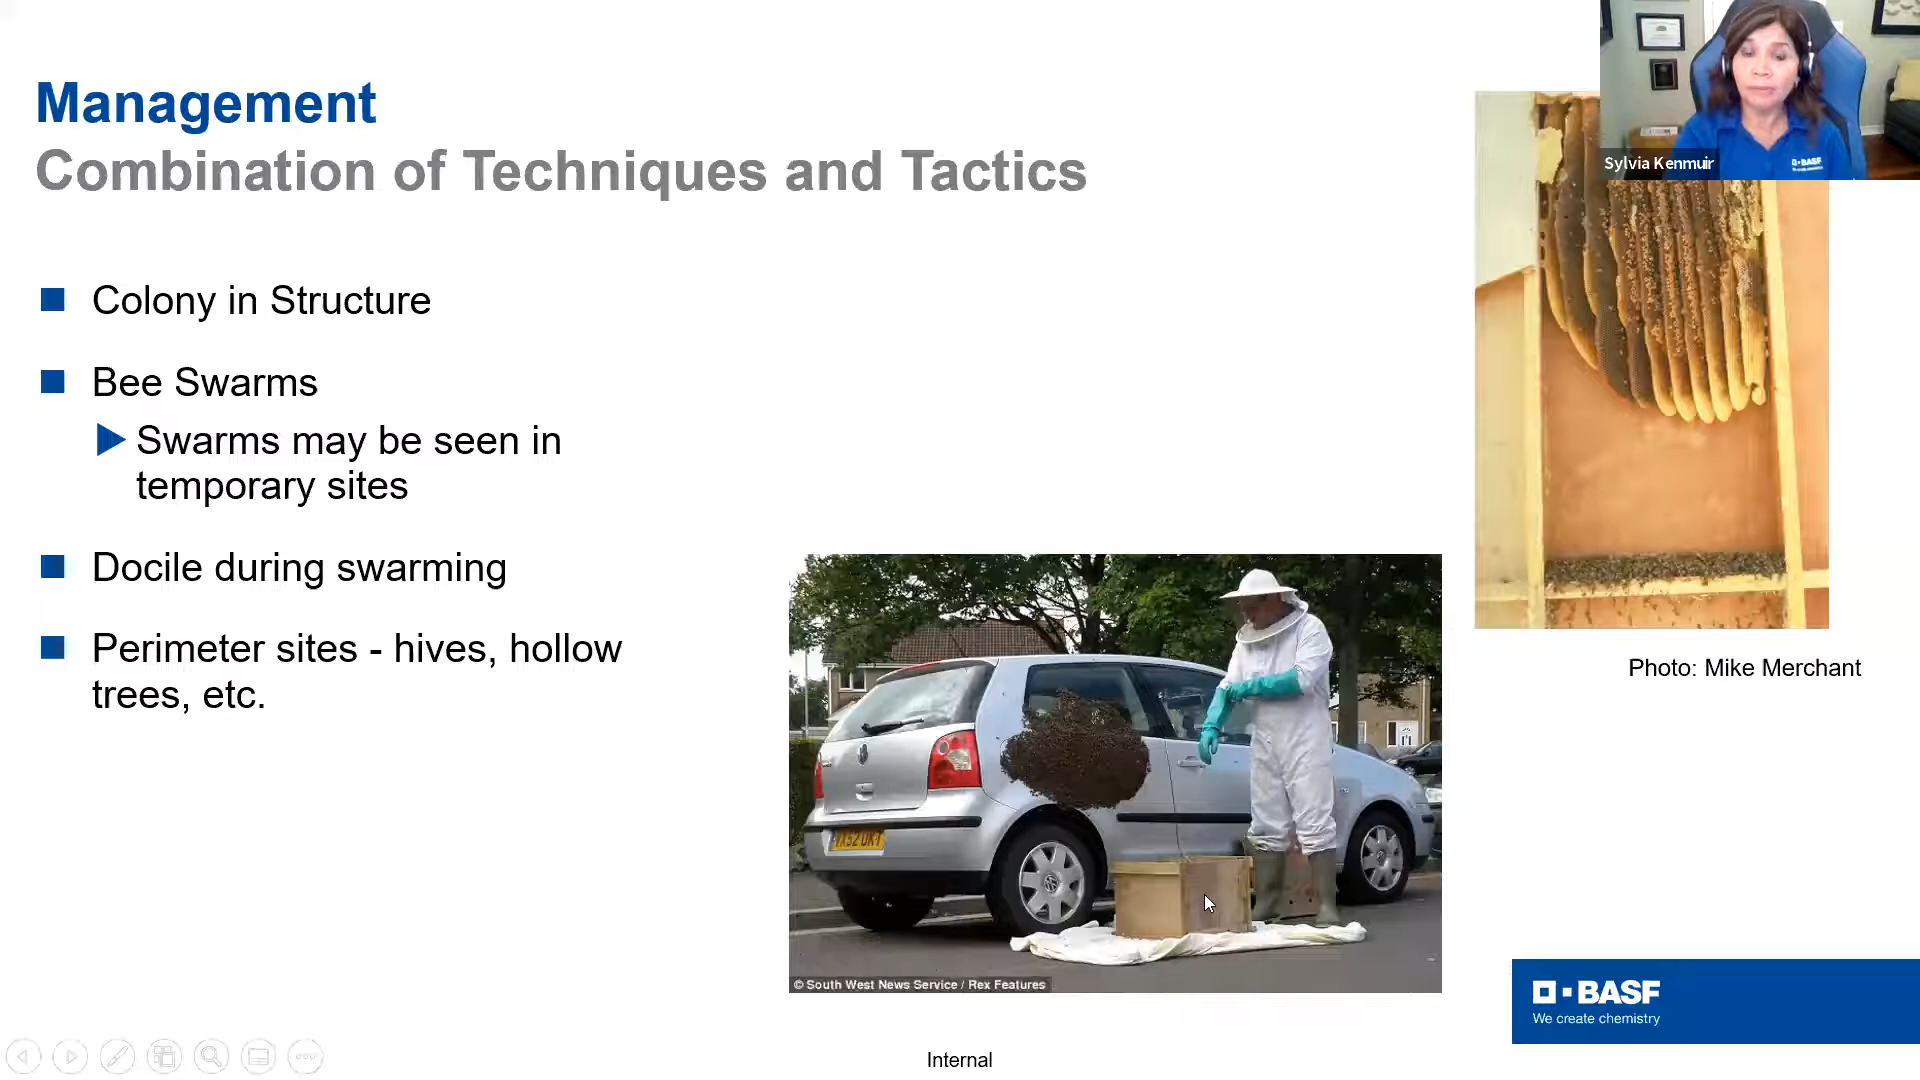 Management
Combination of Techniques and Tactics
Sylvia Kenmuir
BASF
Colony in Structure
Bee Swarms
Swarms may be seen in
temporary sites
Docile during swarming
Perimeter sites - hives, hollow
trees, etc.
Photo: Mike Merchant
© South West News Service / Rex Features
BASF
We create chemistry
Internal